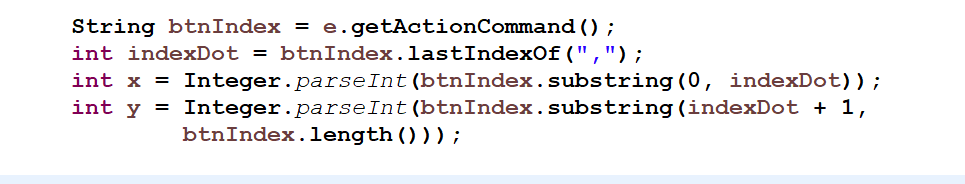 String btnIndex = e.getActionCommand();
int indexDot = btnIndex.lastIndexOf(",");
int x = Integer.parseInt(btnIndex.substring(0, indexDot));
int y = Integer.parseInt(btnIndex.substring(indexDot + 1,
btnIndex.length()));